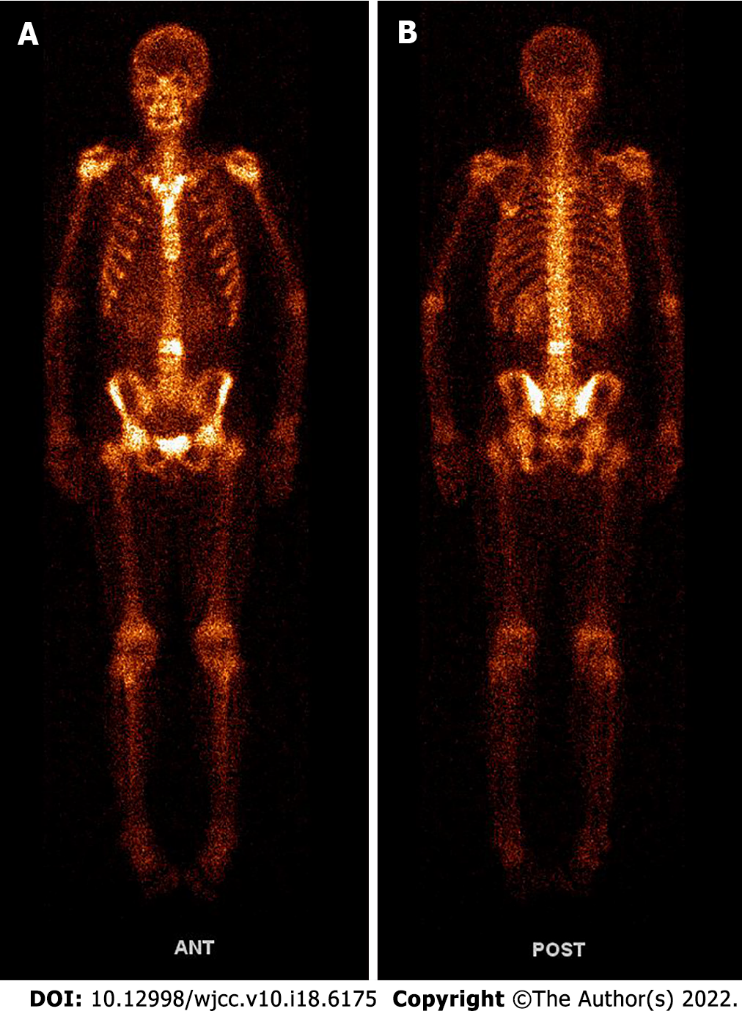 A
B
ANT
POST
DOI: 10.12998/wjcc.v10.i18.6175 Copyright ©The Author(s) 2022.